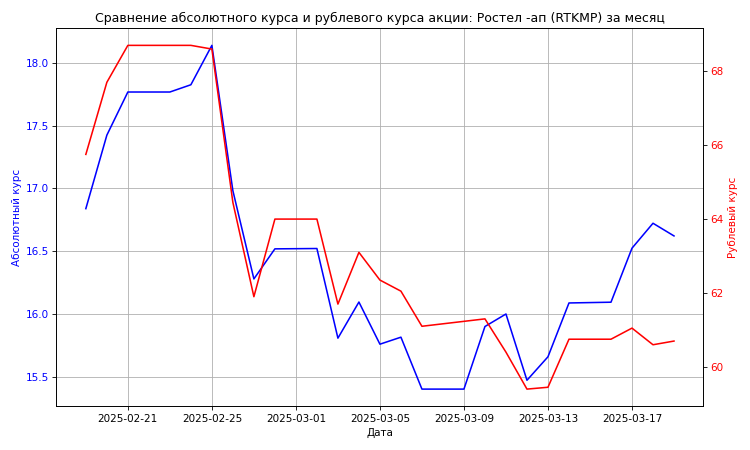 Сравнение абсолютного курса и рублевого курса акции: Ростел -ап (RTKMP) за месяц
18.0
17.5
17.0
16.5
16.0
15.5
Абсолютный курс
68
66
64
62
60
Рублевый курс
2025-02-21 2025-02-25 2025-03-01 2025-03-05 2025-03-09 2025-03-13 2025-03-17
Дата